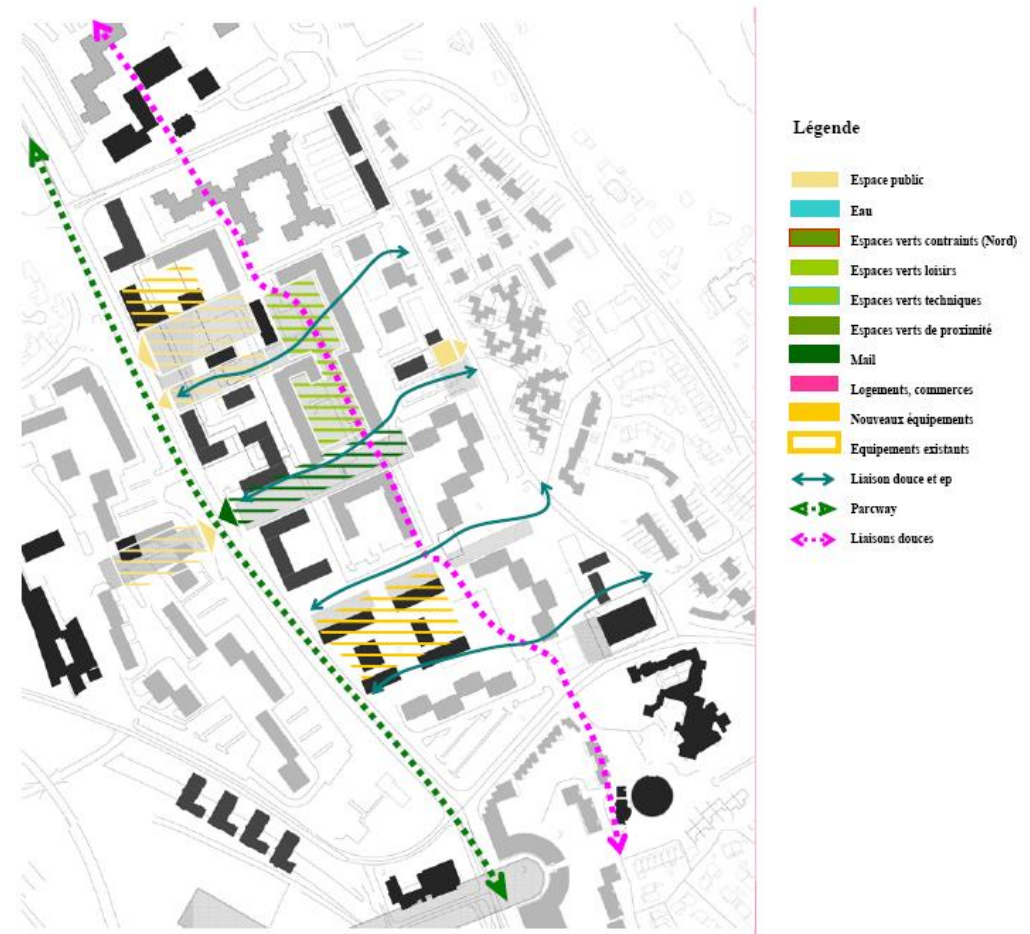 Légende
Espace public
Eau
Espaces verts contraints (Nord)
Espaces verts loisirs
Espaces verts techniques
Espaces verts de proximité
Mail
Logements, commerces
Nouveaux équipements
Equipements existants
Liaison douce et ep
Parcway
Liaisons douces